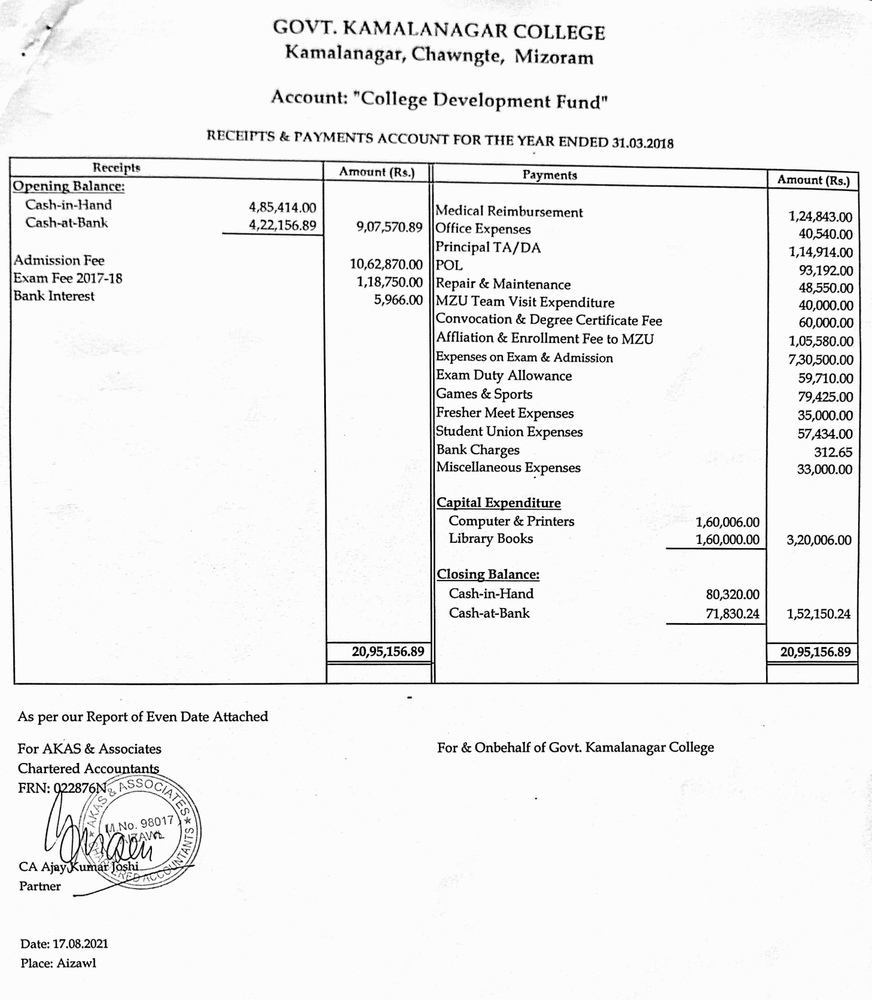 GOVT. KAMALANAGAR COLLEGE
Kamalanagar, Chawngte, Mizoram
Account: "College Development Fund"
RECEIPTS & PAYMENTS ACCOUNT FOR THE YEAR ENDED 31.03.2018
Receipts Amount (Rs.) Payments Amount (Rs.)
Opening Balance:
Cash-in-Hand 4,85,414.00 Medical Reimbursement 1,24,843.00
Cash-at-Bank 4,22,156.89 9,07,570.89 Office Expenses 40,540.00
Principal TA/DA 1,14,914.00
Admission Fee 10,62,870.00 POL 93,192.00
Exam Fee 2017-18 1,18,750.00 Repair & Maintenance 48,550.00
Bank Interest 5,966.00 MZU Team Visit Expenditure 40,000.00
Convocation & Degree Certificate Fee 60,000.00
Affliation & Enrollment Fee to MZU 1,05,580.00
Expenses on Exam & Admission 7,30,500.00
Exam Duty Allowance 59,710.00
Games & Sports 79,425.00
Fresher Meet Expenses 35,000.00
Student Union Expenses 57,434.00
Bank Charges 312.65
Miscellaneous Expenses 33,000.00
Capital Expenditure
Computer & Printers 1,60,006.00
Library Books 1,60,000.00 3,20,006.00
Closing Balance:
Cash-in-Hand 80,320.00
Cash-at-Bank 71,830.24 1,52,150.24
20,95,156.89 20,95,156.89
As per our Report of Even Date Attached
For AKAS & Associates For & Onbehalf of Govt. Kamalanagar College
Chartered Accountants
FRN: 022876N
AKAS & ASSOCIATES
M.No. 98017
AIZAWL
CHARTERED ACCOUNTANTS
CA Ajay Kumar Joshi
Partner
Date: 17.08.2021
Place: Aizawl